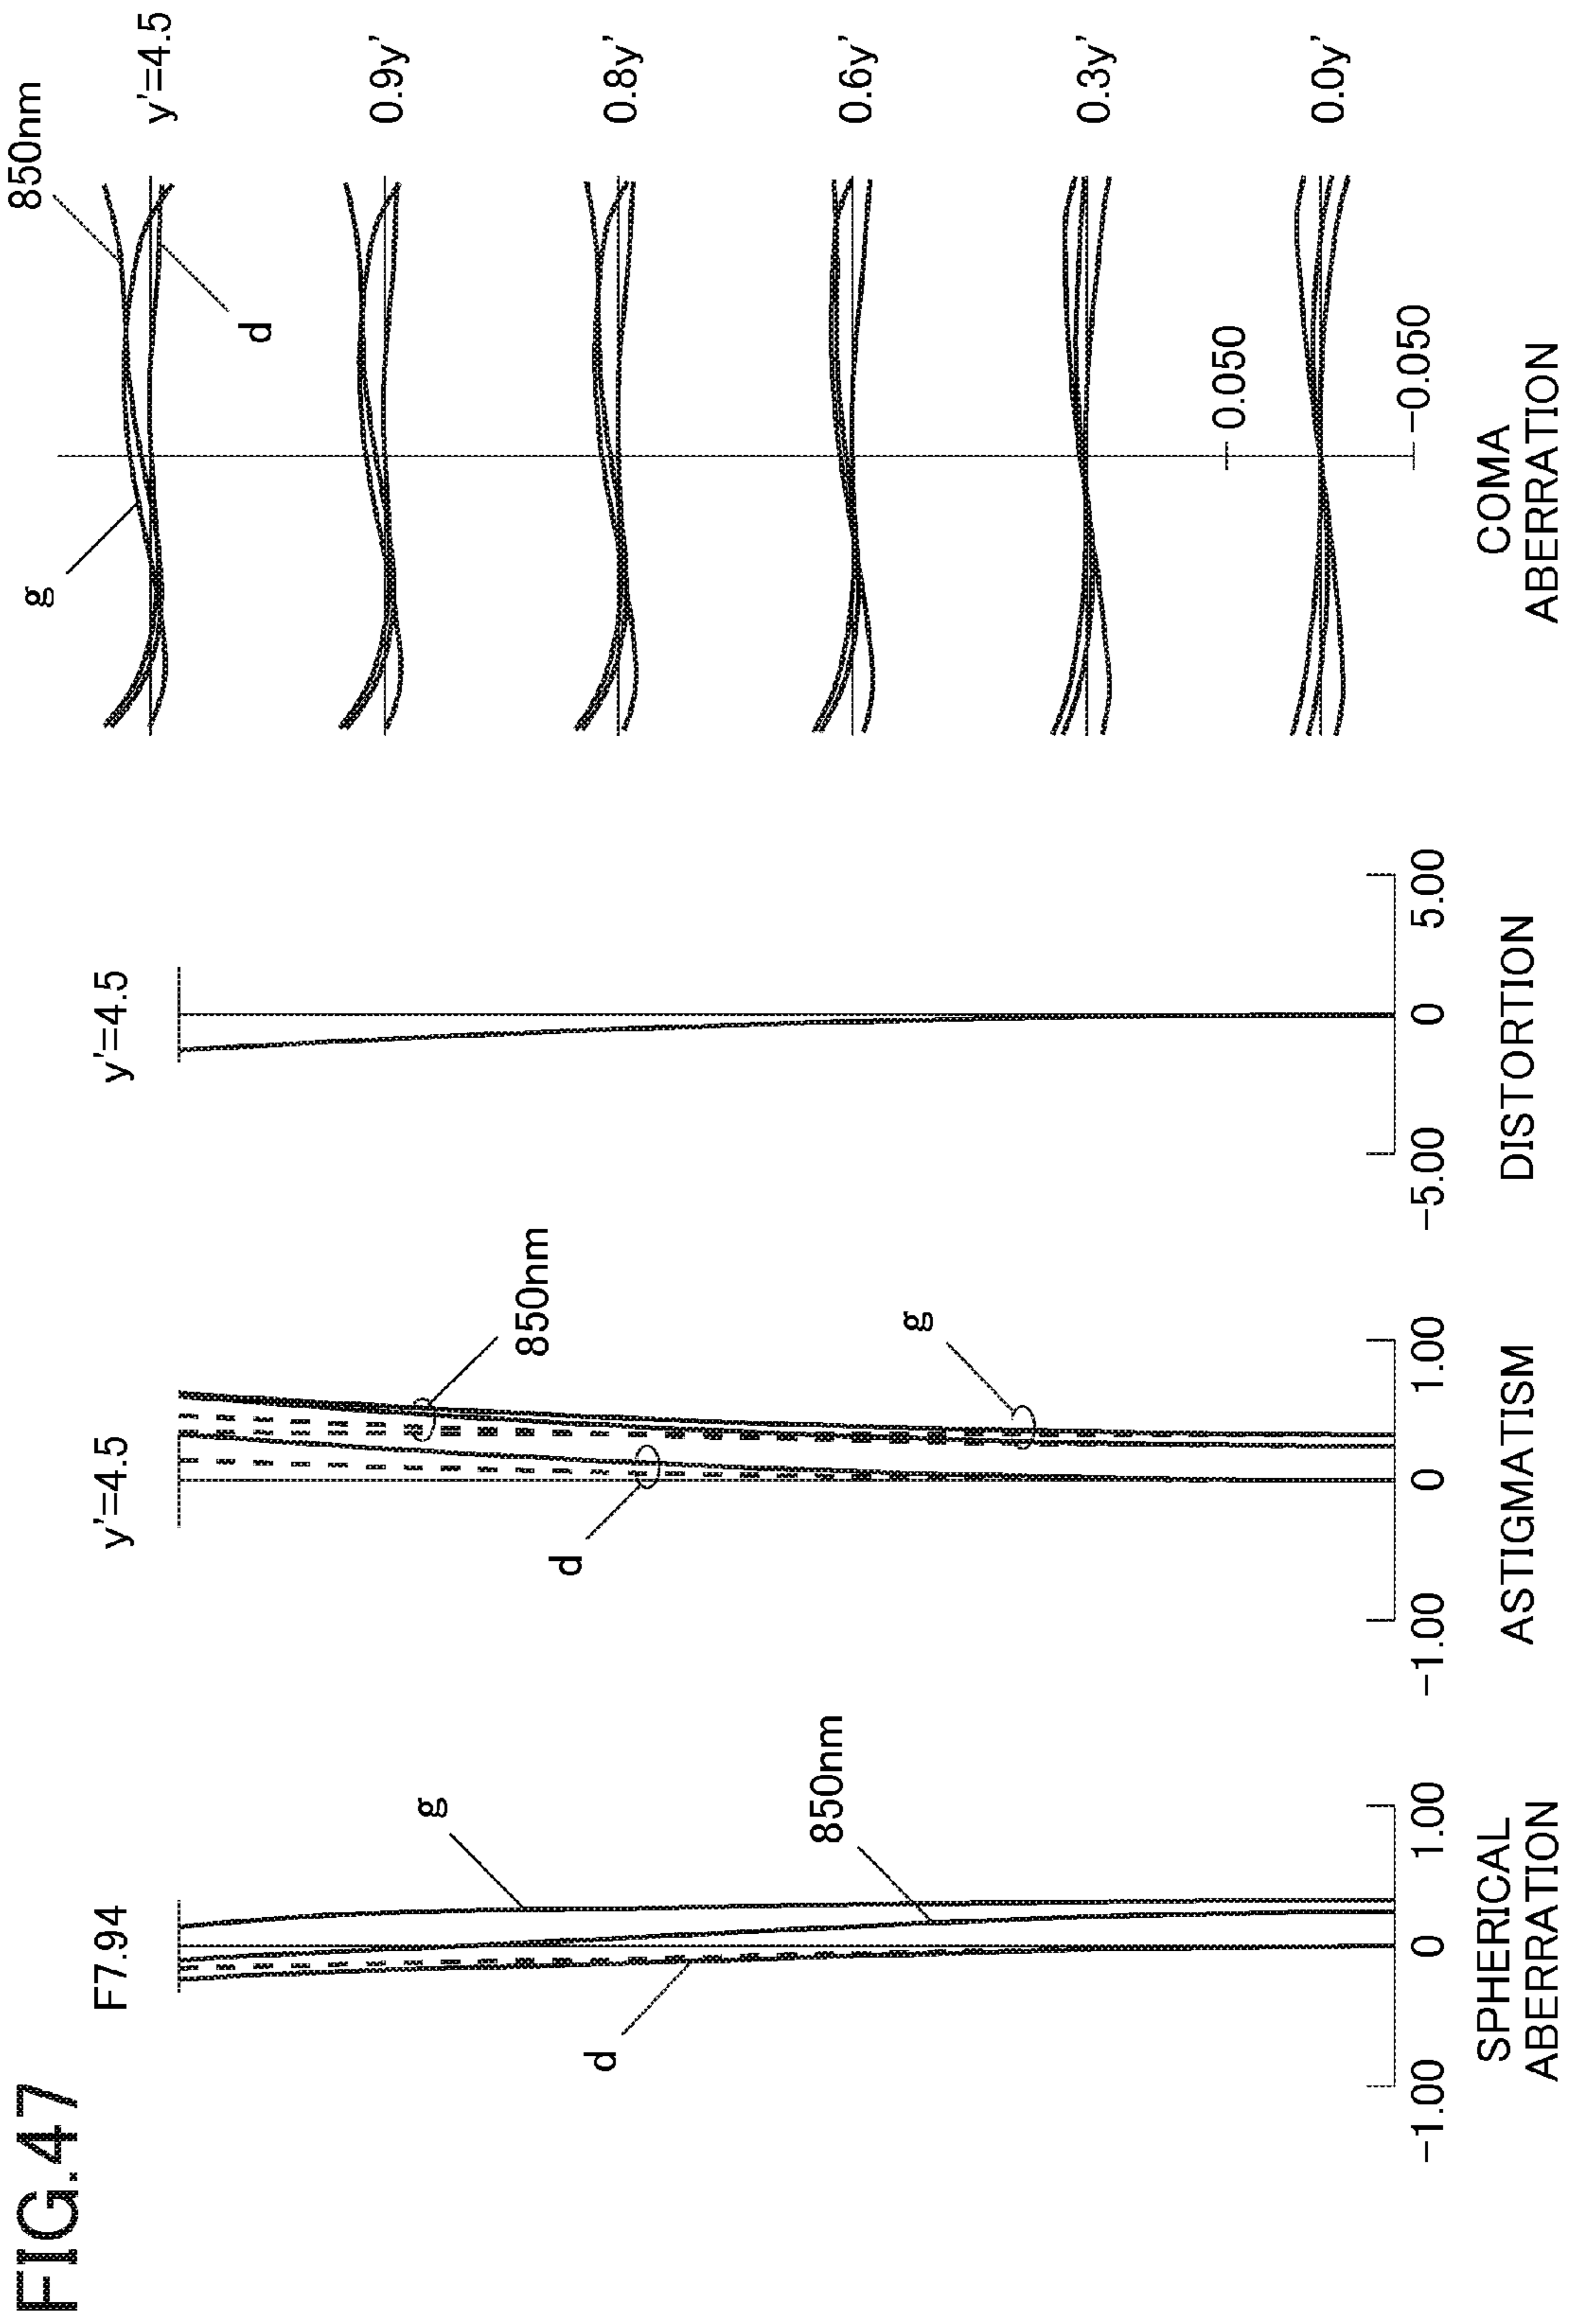 FIG.47
F7.94
g
850nm
d
-1.00
0
1.00
SPHERICAL
ABERRATION
y'=4.5
850nm
g
d
-1.00
0
1.00
ASTIGMATISM
y'=4.5
-5.00
0
5.00
DISTORTION
850nm
g
d
y'=4.5
0.9y'
0.8y'
0.6y'
0.3y'
0.050
0.0y'
-0.050
COMA
ABERRATION